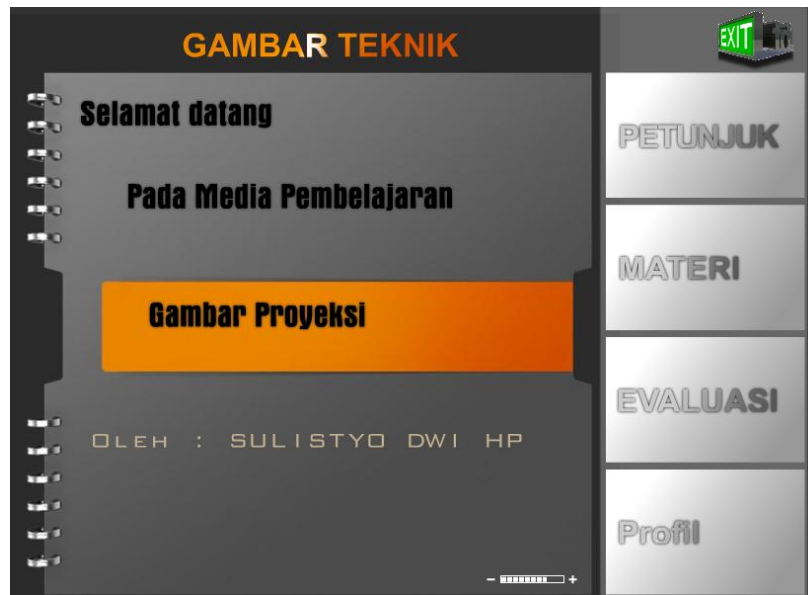 GAMBAR TEKNIK
EXIT
Selamat datang
Pada Media Pembelajaran
Gambar Proyeksi
OLEH : SULISTYO DWI HP
PETUNJUK
MATERI
EVALUASI
Profil
- +